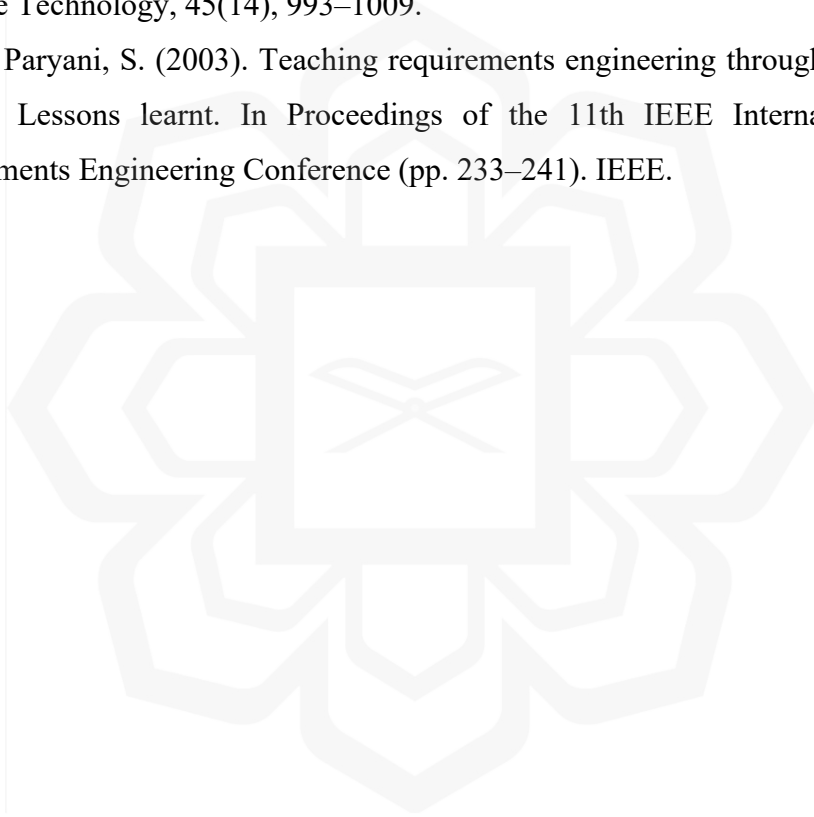 e Technology, 45(14), 993–1009.
Paryani, S. (2003). Teaching requirements engineering through
Lessons learnt. In Proceedings of the 11th IEEE Interna
ments Engineering Conference (pp. 233–241). IEEE.